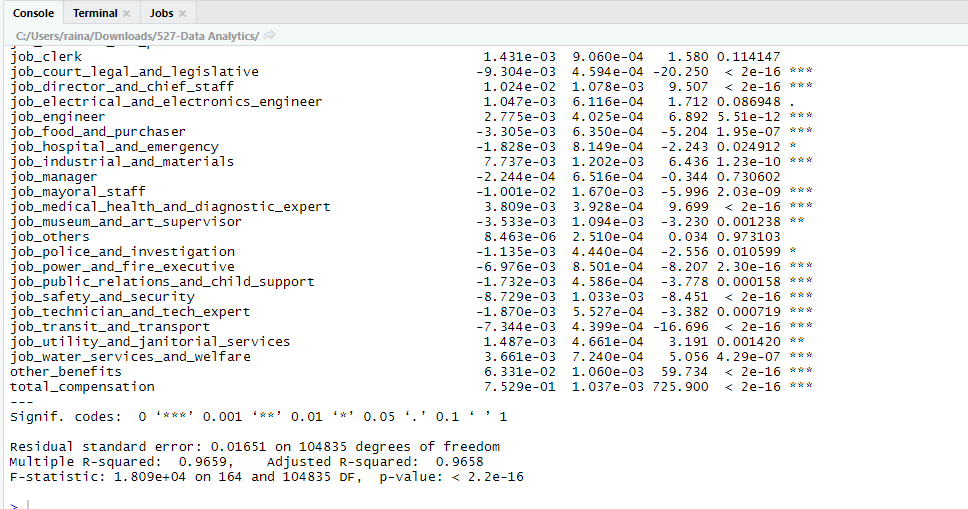 Console Terminal × Jobs ×
C:/Users/raina/Downloads/527-Data Analytics/
job_clerk 1.431e-03 9.060e-04 1.580 0.114147
job_court_legal_and_legislative -9.304e-03 4.594e-04 -20.250 < 2e-16 ***
job_director_and_chief_staff 1.024e-02 1.078e-03 9.507 < 2e-16 ***
job_electrical_and_electronics_engineer 1.047e-03 6.116e-04 1.712 0.086948 .
job_engineer 2.775e-03 4.025e-04 6.892 5.51e-12 ***
job_food_and_purchaser -3.305e-03 6.350e-04 -5.204 1.95e-07 ***
job_hospital_and_emergency -1.828e-03 8.149e-04 -2.243 0.024912 *
job_industrial_and_materials 7.737e-03 1.202e-03 6.436 1.23e-10 ***
job_manager -2.244e-04 6.516e-04 -0.344 0.730602
job_mayoral_staff -1.001e-02 1.670e-03 -5.996 2.03e-09 ***
job_medical_health_and_diagnostic_expert 3.809e-03 3.928e-04 9.699 < 2e-16 ***
job_museum_and_art_supervisor -3.533e-03 1.094e-03 -3.230 0.001238 **
job_others 8.463e-06 2.510e-04 0.034 0.973103
job_police_and_investigation -1.135e-03 4.440e-04 -2.556 0.010599 *
job_power_and_fire_executive -6.976e-03 8.501e-04 -8.207 2.30e-16 ***
job_public_relations_and_child_support -1.732e-03 4.586e-04 -3.778 0.000158 ***
job_safety_and_security -8.729e-03 1.033e-03 -8.451 < 2e-16 ***
job_technician_and_tech_expert -1.870e-03 5.527e-04 -3.382 0.000719 ***
job_transit_and_transport -7.344e-03 4.399e-04 -16.696 < 2e-16 ***
job_utility_and_janitorial_services 1.487e-03 4.661e-04 3.191 0.001420 **
job_water_services_and_welfare 3.661e-03 7.240e-04 5.056 4.29e-07 ***
other_benefits 6.331e-02 1.060e-03 59.734 < 2e-16 ***
total_compensation 7.529e-01 1.037e-03 725.900 < 2e-16 ***
---
Signif. codes: 0 ‘***’ 0.001 ‘**’ 0.01 ‘*’ 0.05 ‘.’ 0.1 ‘ ’ 1
Residual standard error: 0.01651 on 104835 degrees of freedom
Multiple R-squared: 0.9659, Adjusted R-squared: 0.9658
F-statistic: 1.809e+04 on 164 and 104835 DF, p-value: < 2.2e-16
>